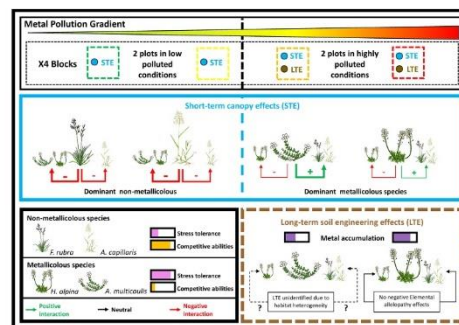 Metal Pollution Gradient
X4 Blocks
STE
2 plots in low
polluted
conditions
STE
STE
LTE
2 plots in highly
polluted
conditions
STE
LTE
Short-term canopy effects (STE)
Dominant non-metallicolous
Dominant metallicolous species
Non-metallicolous species
F. rubra
A. capillaris
Stress tolerance
Competitive abilities
Metallicolous species
H. alpina
A. multicaulis
Stress tolerance
Competitive abilities
Positive
interaction
Neutral
Negative
Interaction
Long-term soil engineering effects (LTE)
Metal accumulation
LTE unidentified due to
habitat heterogeneity
?
?
No negative Elemental
allelopathy effects